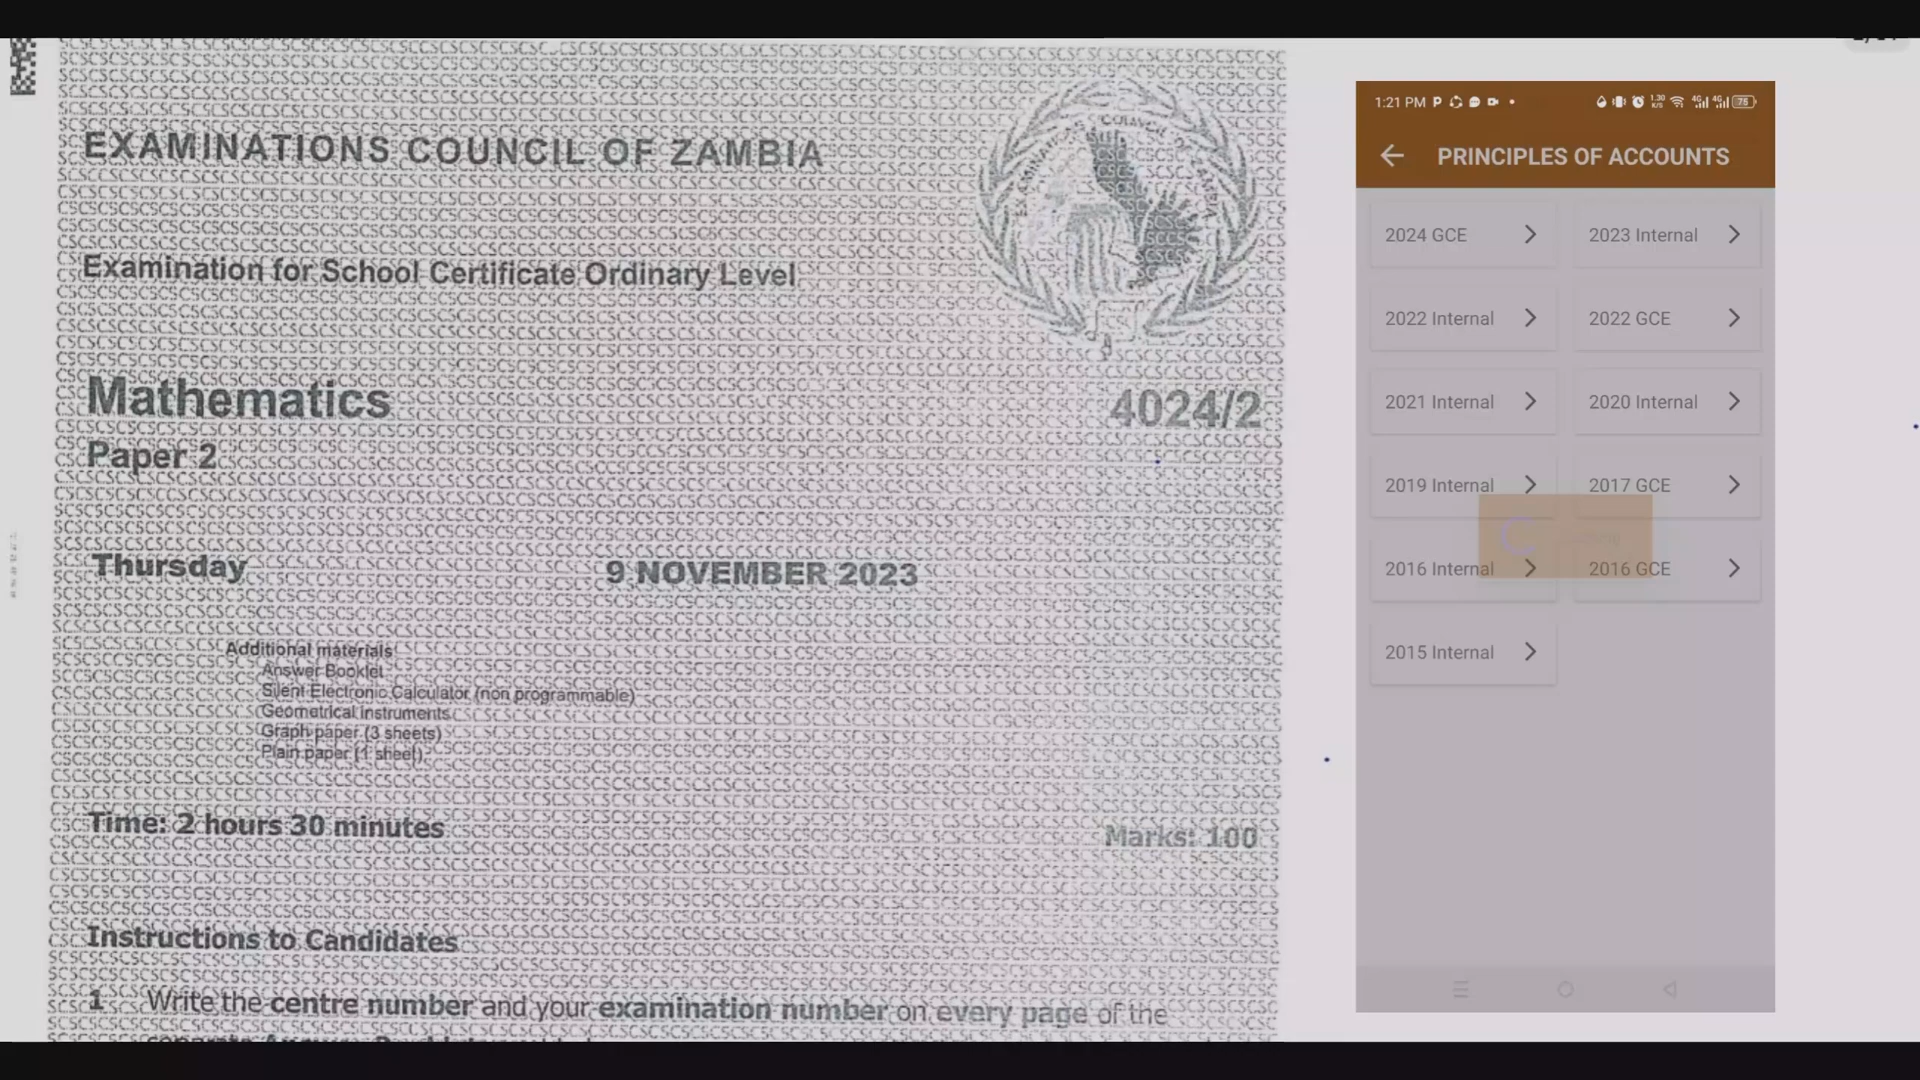 EXAMINATIONS COUNCIL OF ZAMBIA
Examination for School Certificate Ordinary Level
Mathematics 4024/2
Paper 2
Thursday 9 NOVEMBER 2023
Additional materials:
Answer Booklet
Silent Electronic Calculator (non programmable)
Geometrical instruments
Graph paper (3 sheets)
Plain paper (1 sheet)
Time: 2 hours 30 minutes Marks: 100
Instructions to Candidates
1 Write the centre number and your examination number on every page of the
1:21 PM 75
PRINCIPLES OF ACCOUNTS
2024 GCE 2023 Internal
2022 Internal 2022 GCE
2021 Internal 2020 Internal
2019 Internal 2017 GCE
2016 Internal 2016 GCE
2015 Internal